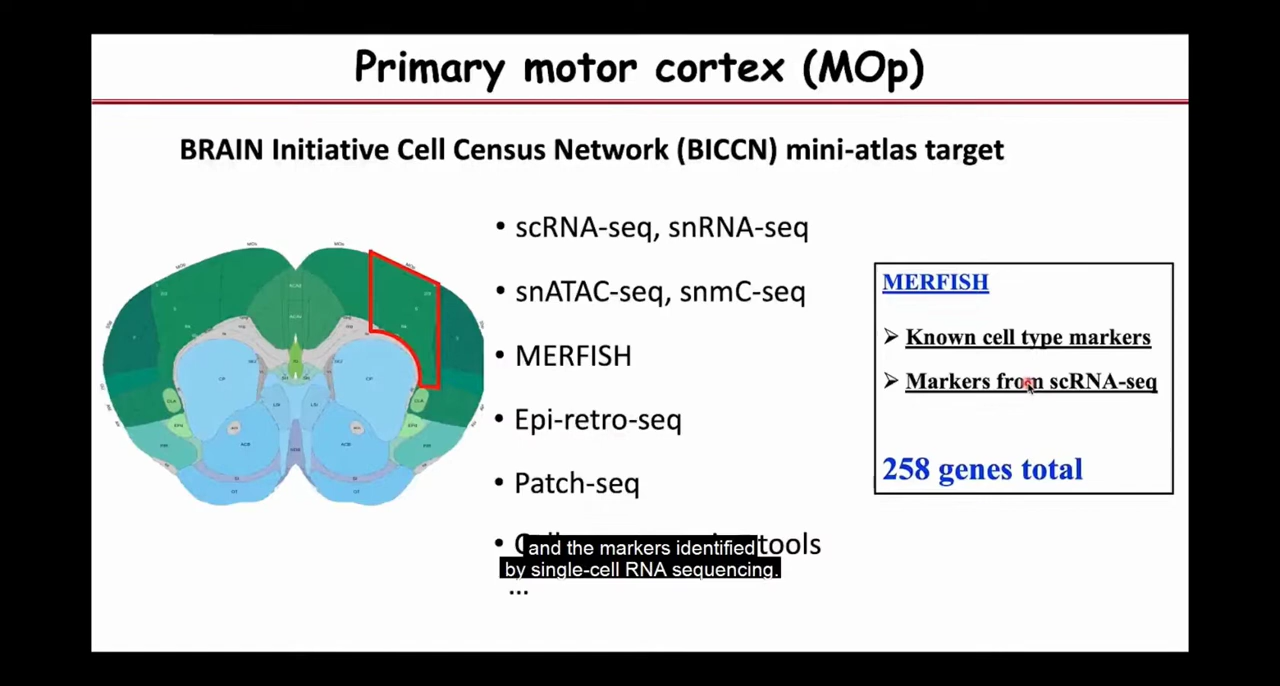 Primary motor cortex (MOp)
BRAIN Initiative Cell Census Network (BICCN) mini-atlas target
• scRNA-seq, snRNA-seq
• snATAC-seq, snmC-seq
• MERFISH
• Epi-retro-seq
• Patch-seq
• tools
...
MERFISH
➢ Known cell type markers
➢ Markers from scRNA-seq
258 genes total
and the markers identified
by single-cell RNA sequencing.